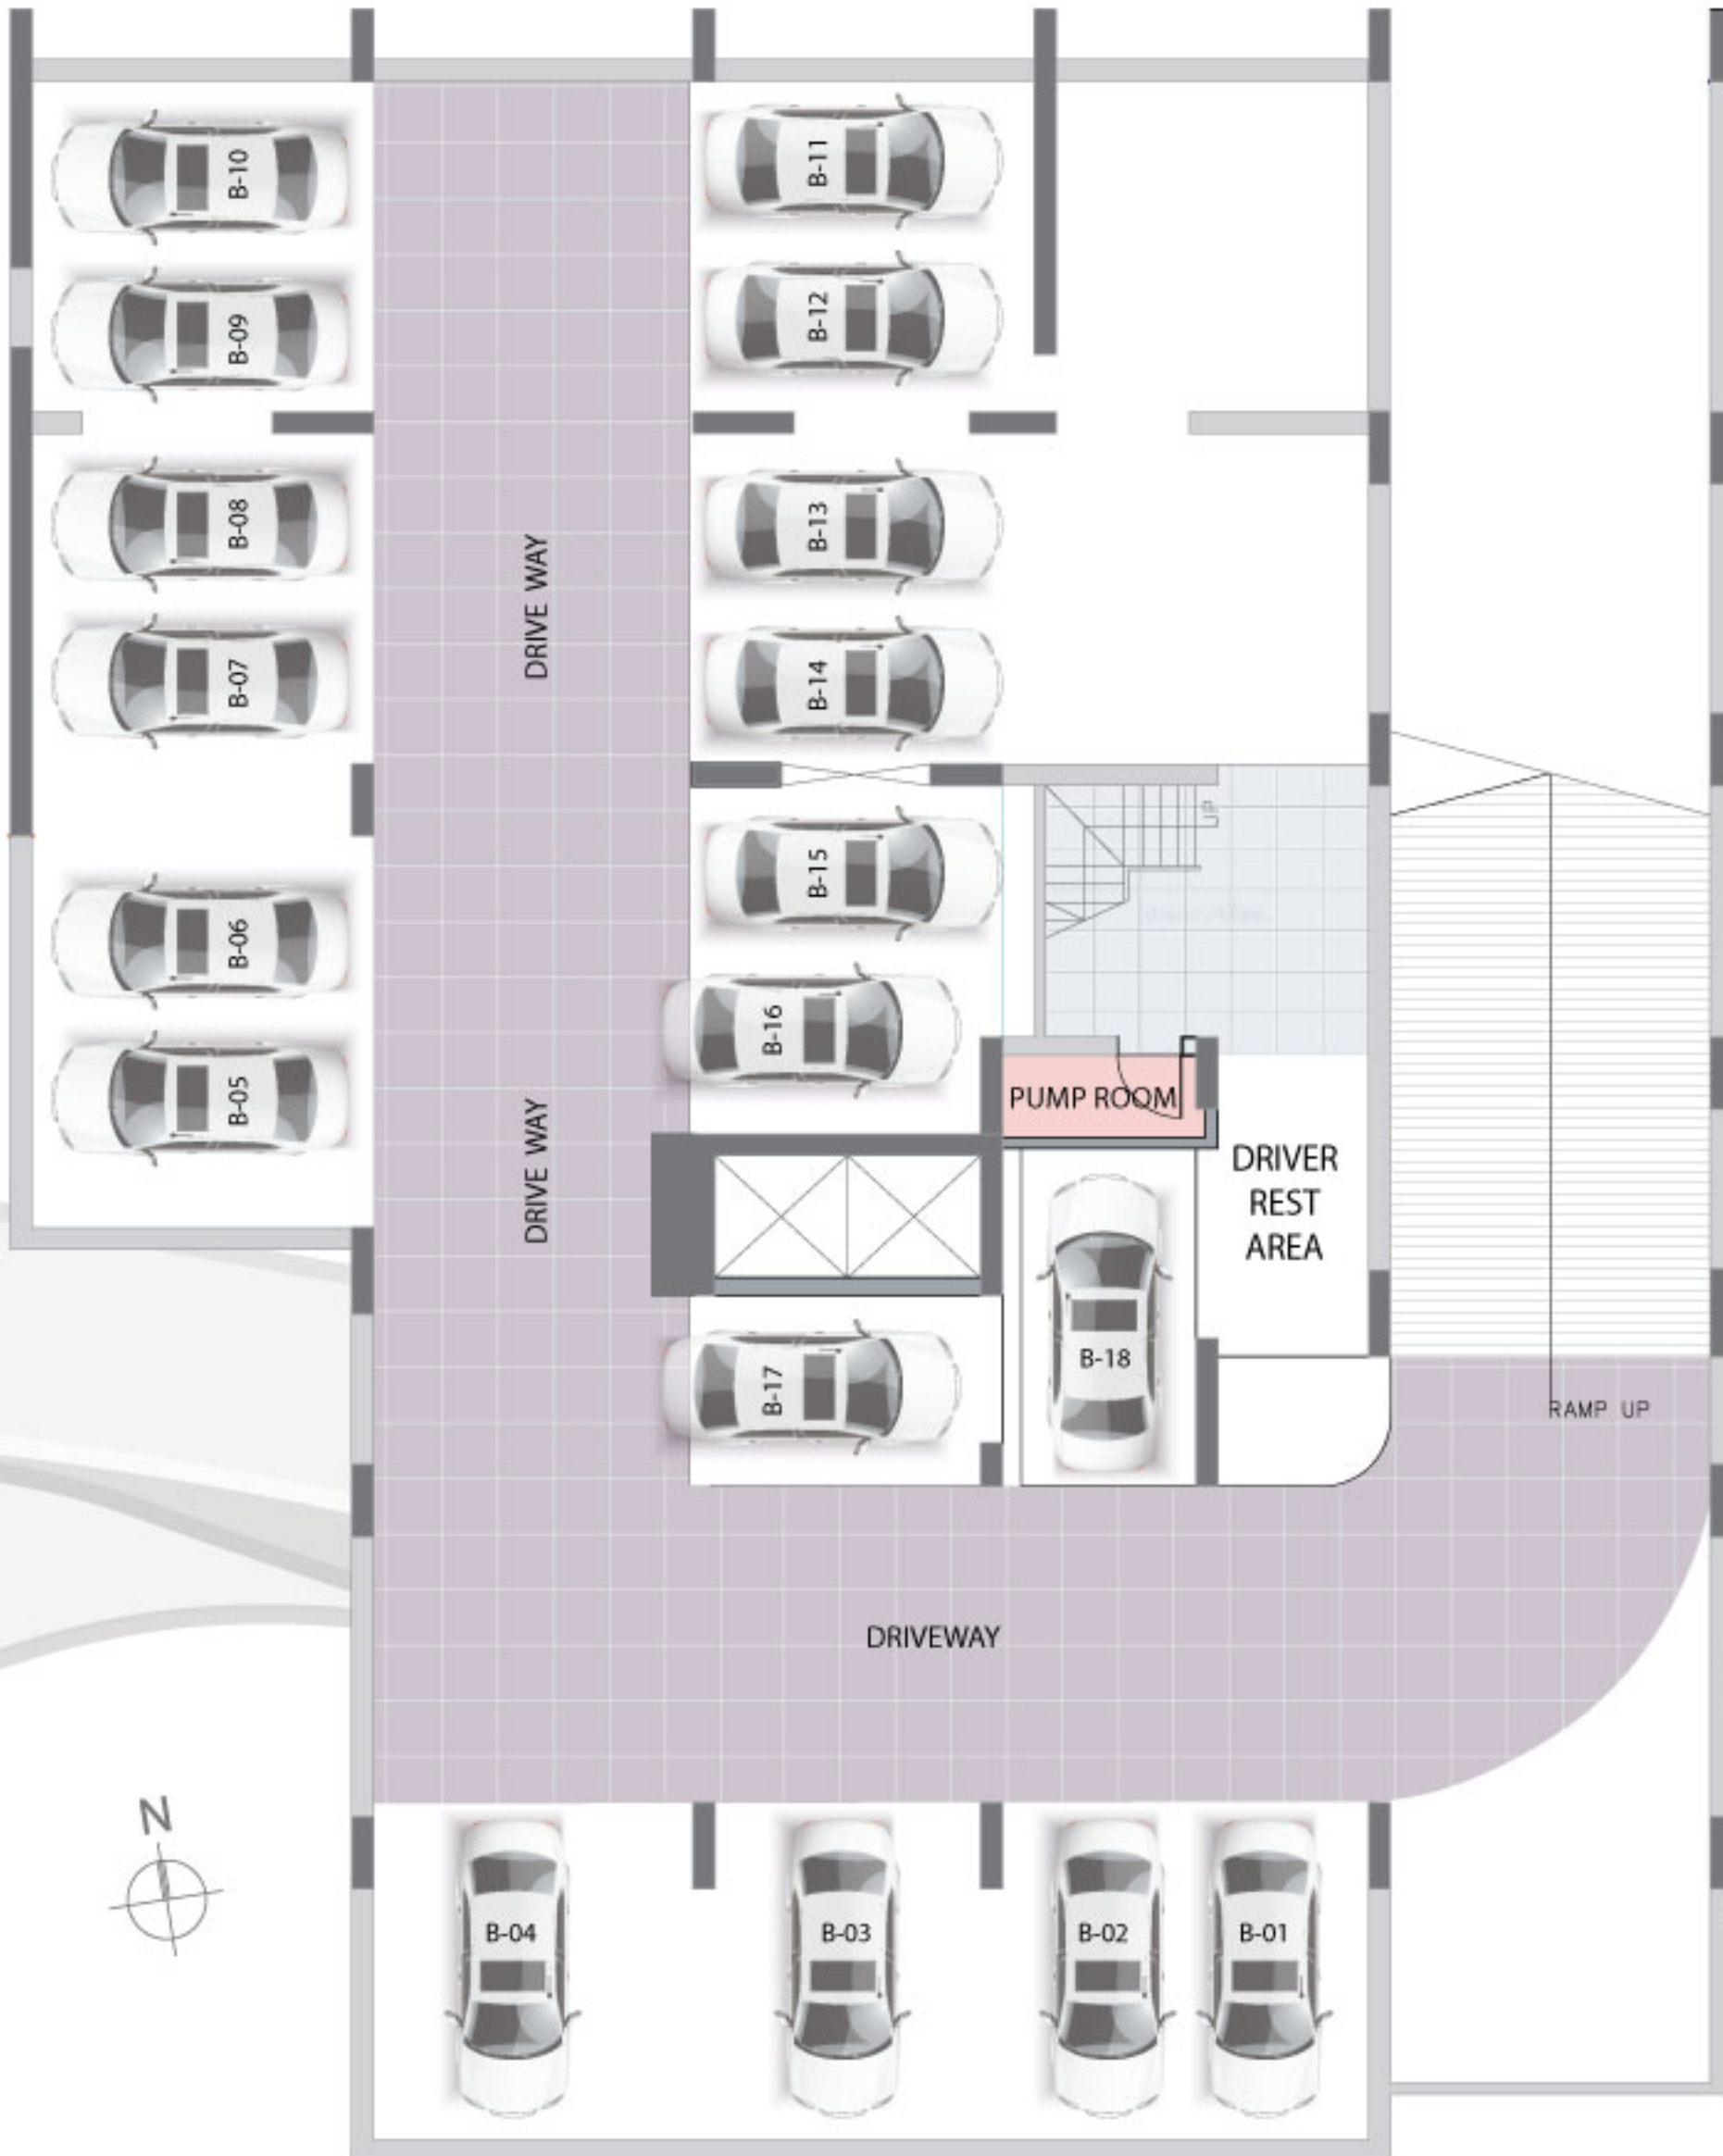 B-10
B-11
B-09
B-12
B-08
B-13
DRIVE WAY
B-07
B-14
UP
B-15
B-06
B-16
B-05
PUMP ROOM
DRIVE WAY
DRIVER
REST
AREA
B-17
B-18
RAMP UP
DRIVEWAY
N
B-04
B-03
B-02
B-01